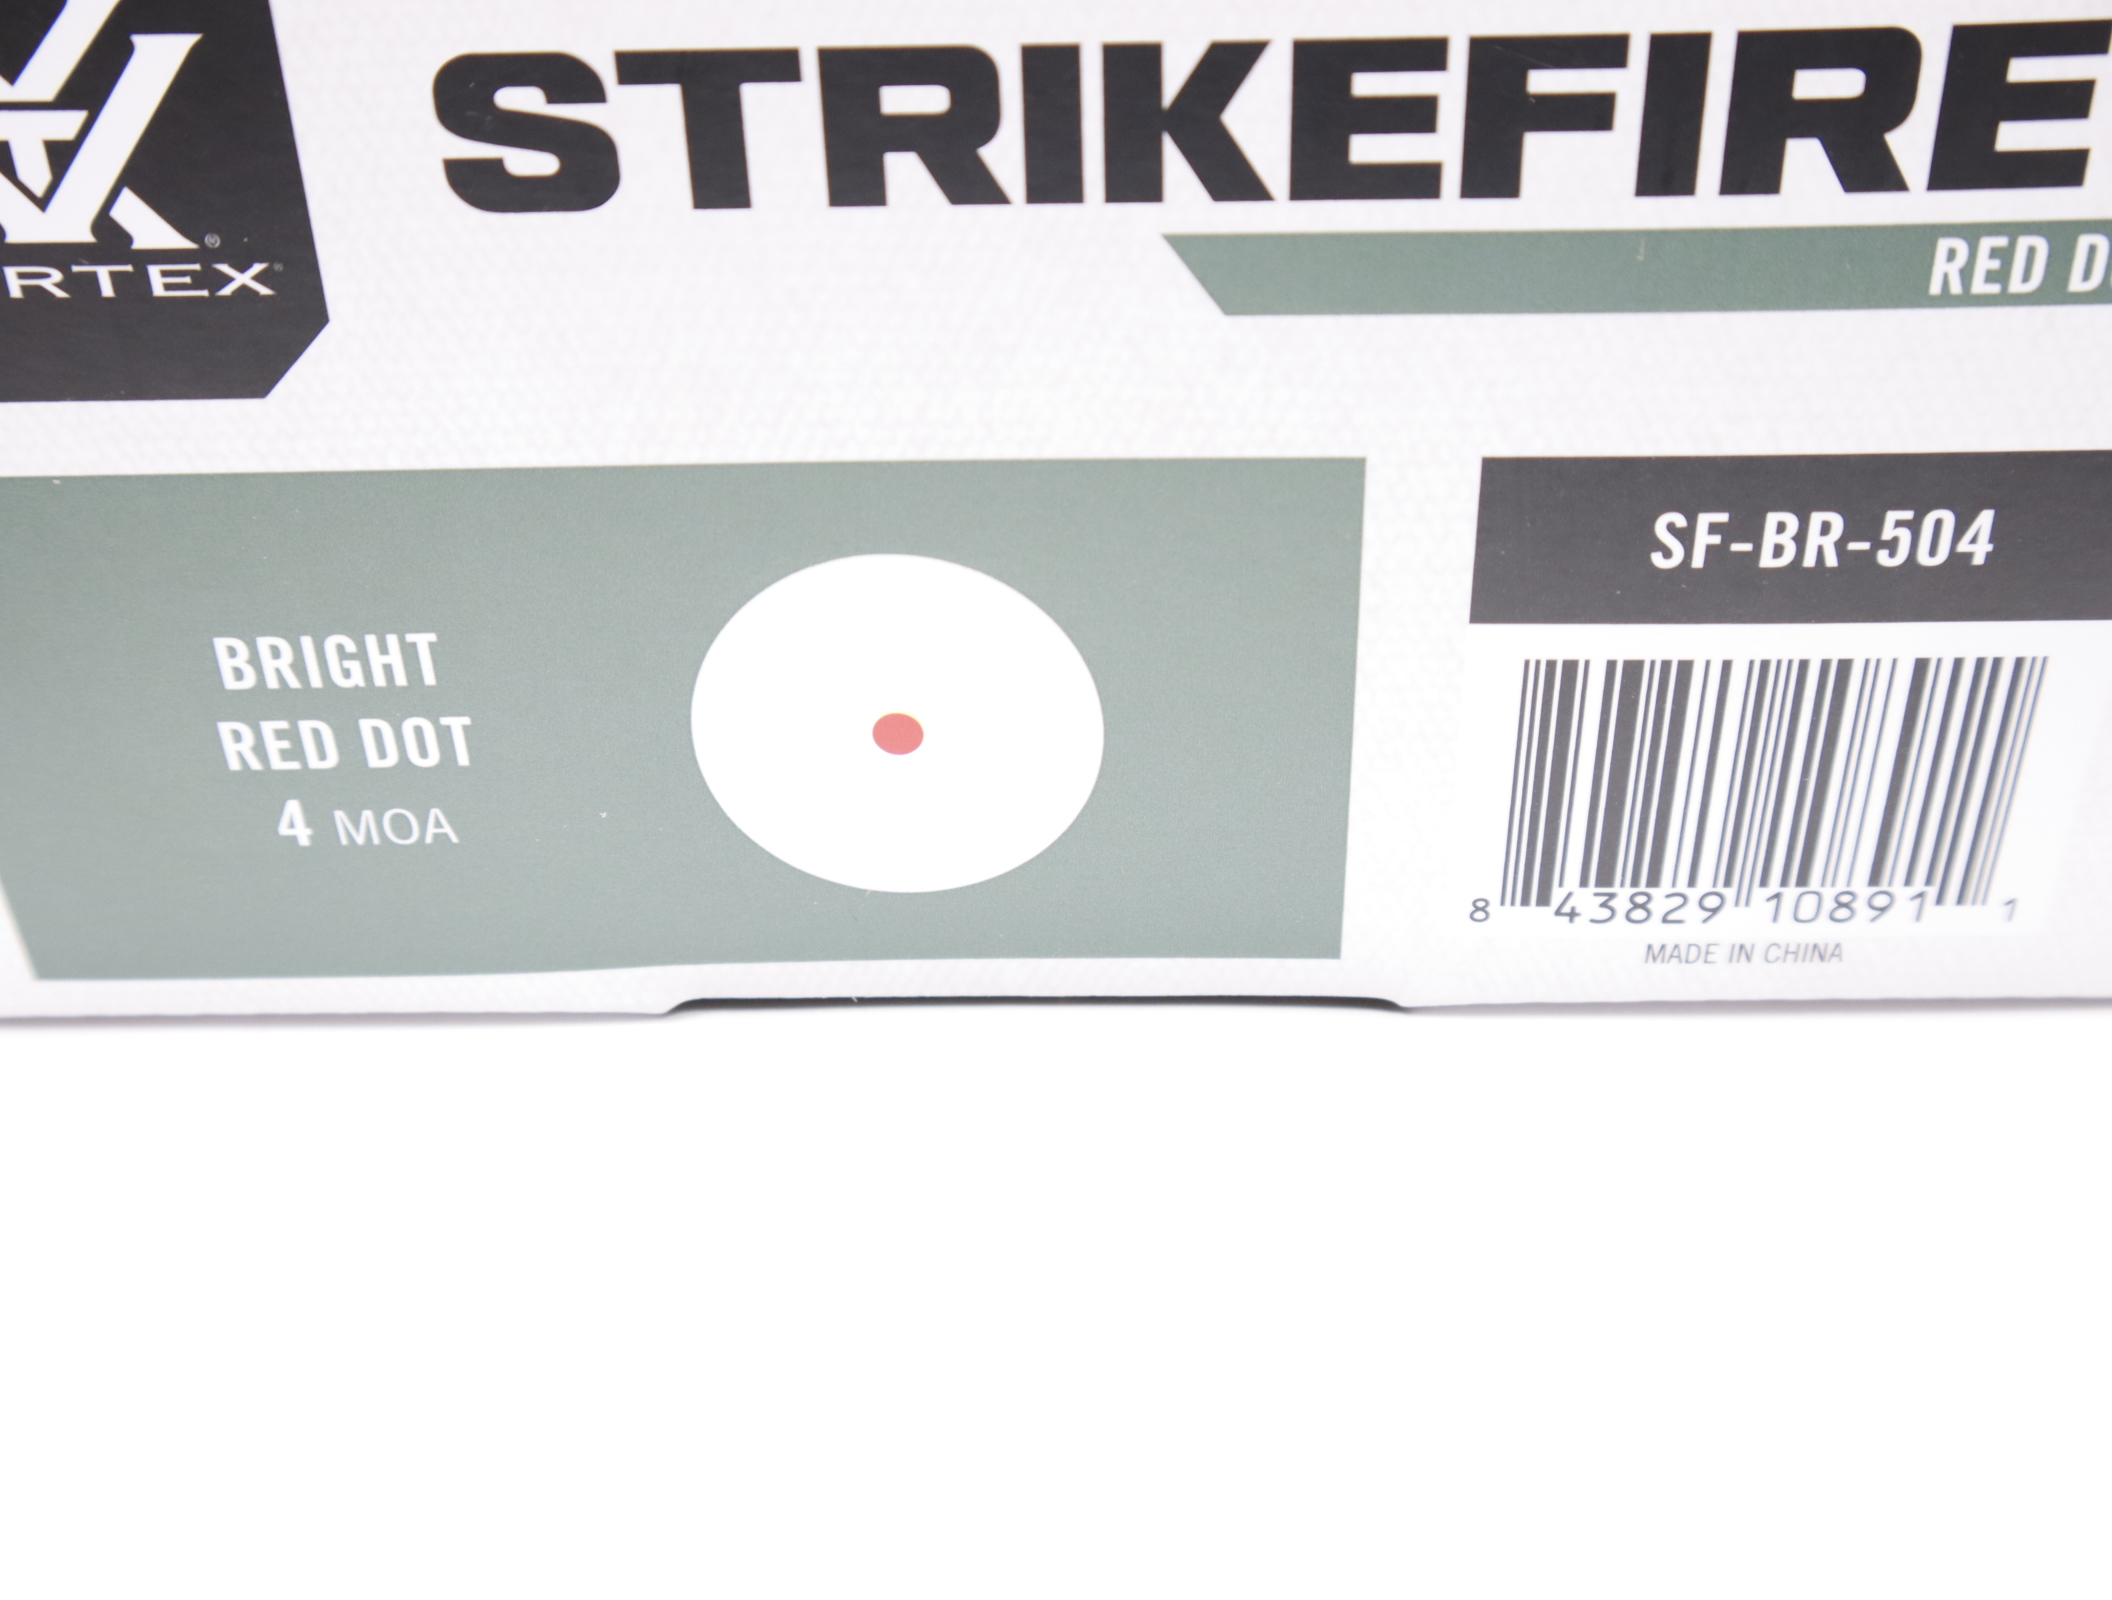 STRIKEFIRE
RTEX
RED
BRIGHT
RED DOT
4 MOA
SF-BR-504
8 43829 10891 1
MADE IN CHINA